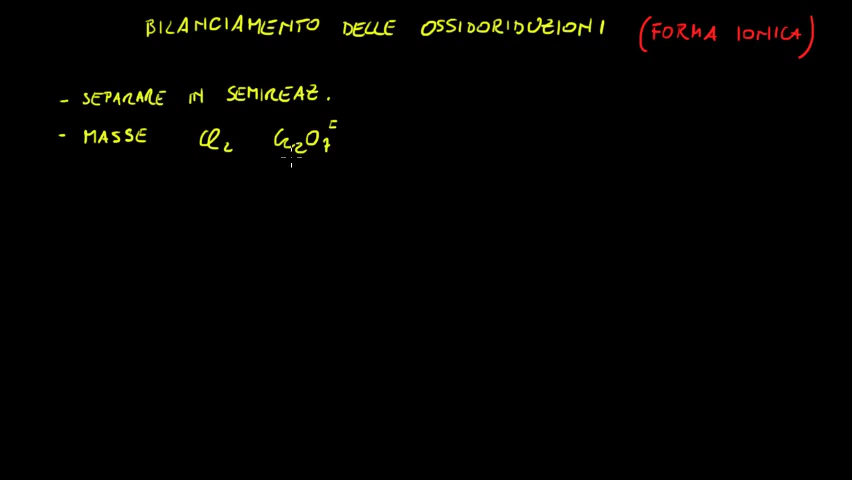 BILANCIAMENTO DELLE OSSIDORIDUZIONI (FORMA IONICA)
- SEPARARE IN SEMIREAZ.
- MASSE Cl₂ Cr₂O₇⁼